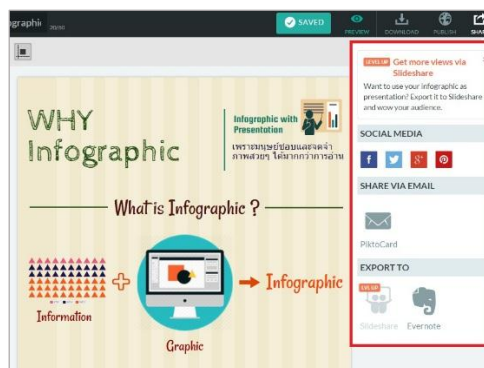 SAVED
PREVIEW
DOWNLOAD
PUBLISH
LEVEL UP Get more views via
Slideshare
Want to use your infographic as
presentation? Export it to Slideshare
and wow your audience.
WHY
Infographic
Infographic with
Presentation
เพราะมนุษย์ชอบและจดจำ
ภาพสวยๆ ได้มากกว่าการอ่าน
SOCIAL MEDIA
SHARE VIA EMAIL
PiktoCard
EXPORT TO
Slideshare
Evernote
What is Infographic ?
Information
Graphic
Infographic